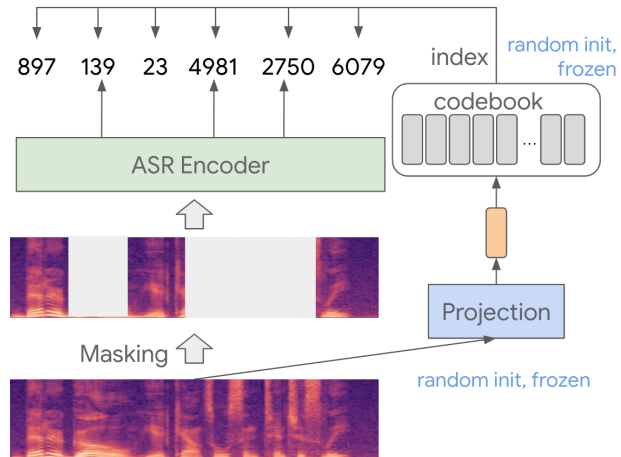 897 139 23 4981 2750 6079
index
random init,
frozen
codebook
...
ASR Encoder
Masking
Projection
random init, frozen